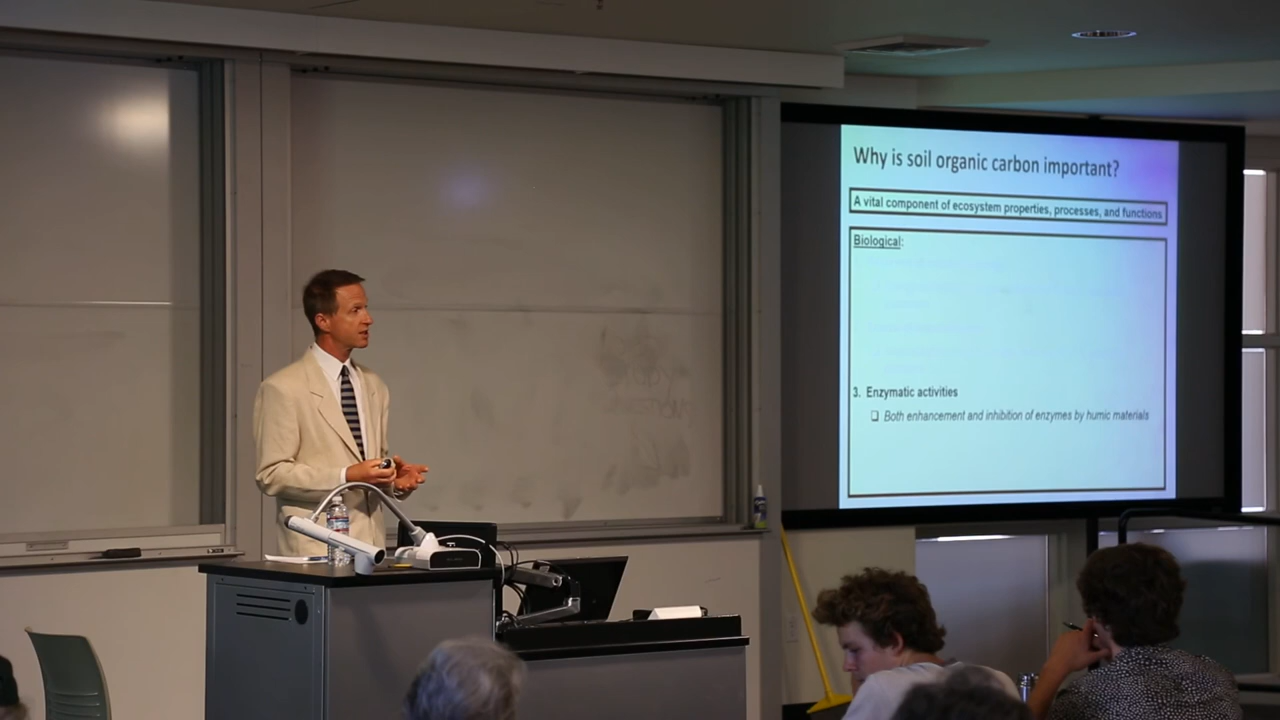 Why is soil organic carbon important?
A vital component of ecosystem properties, processes, and functions
Biological:
3. Enzymatic activities
❑ Both enhancement and inhibition of enzymes by humic materials